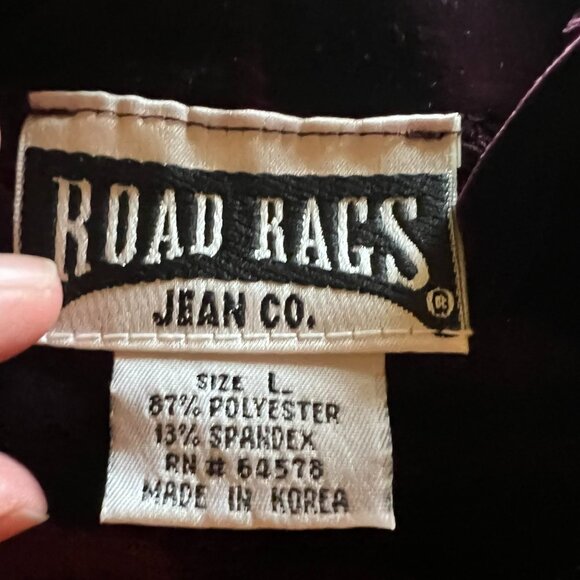 ROAD RAGS
®
JEAN CO.
SIZE L
87% POLYESTER
13% SPANDEX
RN # 64578
MADE IN KOREA